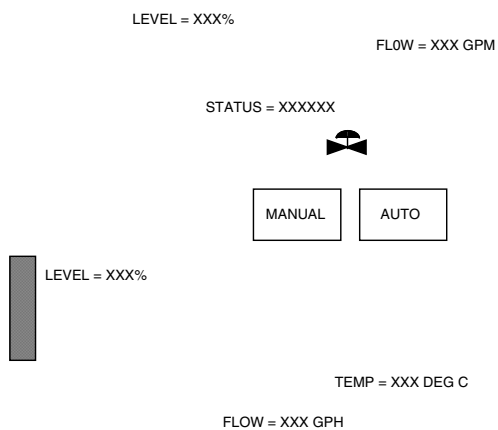 LEVEL = XXX%
FL0W = XXX GPM
STATUS = XXXXXX
MANUAL
AUTO
LEVEL = XXX%
TEMP = XXX DEG C
FLOW = XXX GPH